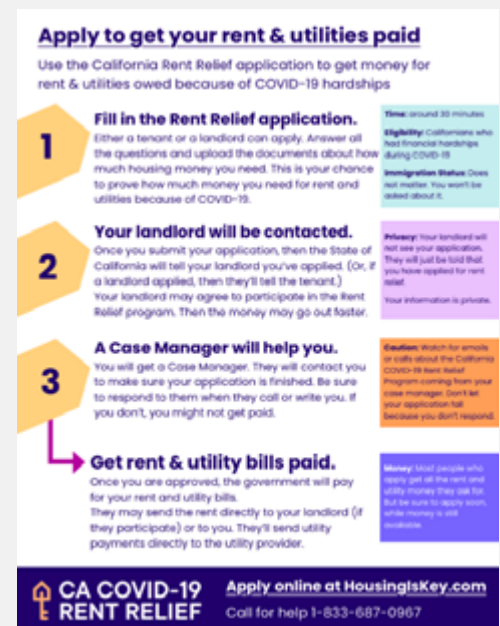 Apply to get your rent & utilities paid
Use the California Rent Relief application to get money for
rent & utilities owed because of COVID-19 hardships
1
Fill in the Rent Relief application.
Either a tenant or a landlord can apply. Answer all
the questions and upload the documents about how
much housing money you need. This is your chance
to prove how much money you need for rent and
utilities because of COVID-19.
Time: around 30 minutes
Eligibility: Californians who
had financial hardships
during COVID-19
Immigration Status: Does
not matter. You won't be
asked about it.
2
Your landlord will be contacted.
Once you submit your application, then the State of
California will tell your landlord you've applied. (Or, if
a landlord applied, then they'll tell the tenant.)
Your landlord may agree to participate in the Rent
Relief program. Then the money may go out faster.
Privacy: Your landlord will
not see your application.
They will just be told that
you have applied for rent
relief.
Your information is private.
3
A Case Manager will help you.
You will get a Case Manager. They will contact you
to make sure your application is finished. Be sure
to respond to them when they call or write you. If
you don't, you might not get paid.
Caution: Watch for emails
or calls about the California
COVID-19 Rent Relief
Program coming from your
case manager. Don't let
your application fail
because you don't respond.
Get rent & utility bills paid.
Once you are approved, the government will pay
for your rent and utility bills.
They may send the rent directly to your landlord (if
they participate) or to you. They'll send utility
payments directly to the utility provider.
Money: Most people who
apply get all the rent and
utility money they ask for.
But be sure to apply soon,
while money is still
available.
CA COVID-19
RENT RELIEF
Apply online at HousingIsKey.com
Call for help 1-833-687-0967